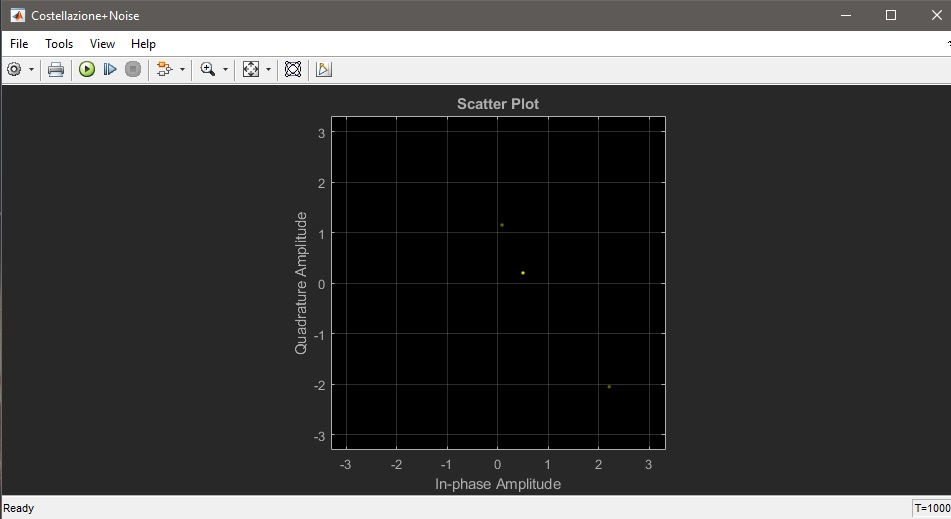 Costellazione+Noise
File Tools View Help
Scatter Plot
Quadrature Amplitude
3
2
1
0
-1
-2
-3
-3 -2 -1 0 1 2 3
In-phase Amplitude
Ready
T=1000